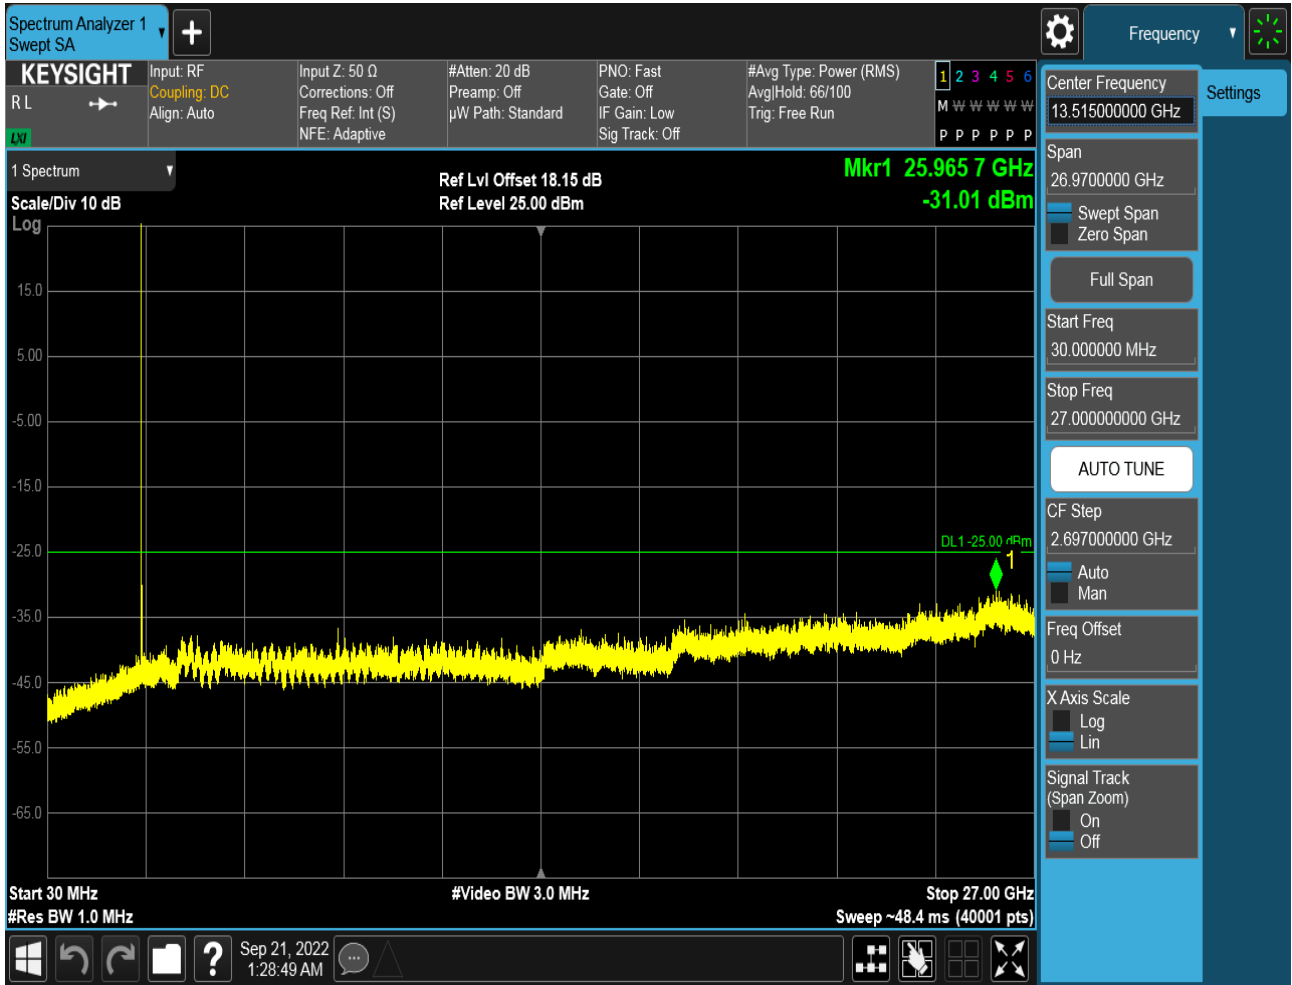 Spectrum Analyzer 1
Swept SA
+
Frequency
KEYSIGHT
R L
LXI
Input: RF
Coupling: DC
Align: Auto
Input Z: 50 Ω
Corrections: Off
Freq Ref: Int (S)
NFE: Adaptive
#Atten: 20 dB
Preamp: Off
µW Path: Standard
PNO: Fast
Gate: Off
IF Gain: Low
Sig Track: Off
#Avg Type: Power (RMS)
Avg|Hold: 66/100
Trig: Free Run
1 2 3 4 5 6
M W W W W W
P P P P P P
1 Spectrum
Scale/Div 10 dB
Log
Ref Lvl Offset 18.15 dB
Ref Level 25.00 dBm
Mkr1 25.965 7 GHz
-31.01 dBm
15.0
5.00
-5.00
-15.0
-25.0
-35.0
-45.0
-55.0
-65.0
DL1 -25.00 dBm
1
Start 30 MHz
#Res BW 1.0 MHz
#Video BW 3.0 MHz
Stop 27.00 GHz
Sweep ~48.4 ms (40001 pts)
Center Frequency
13.515000000 GHz
Settings
Span
26.9700000 GHz
Swept Span
Zero Span
Full Span
Start Freq
30.000000 MHz
Stop Freq
27.000000000 GHz
AUTO TUNE
CF Step
2.697000000 GHz
Auto
Man
Freq Offset
0 Hz
X Axis Scale
Log
Lin
Signal Track
(Span Zoom)
On
Off
?
Sep 21, 2022
1:28:49 AM